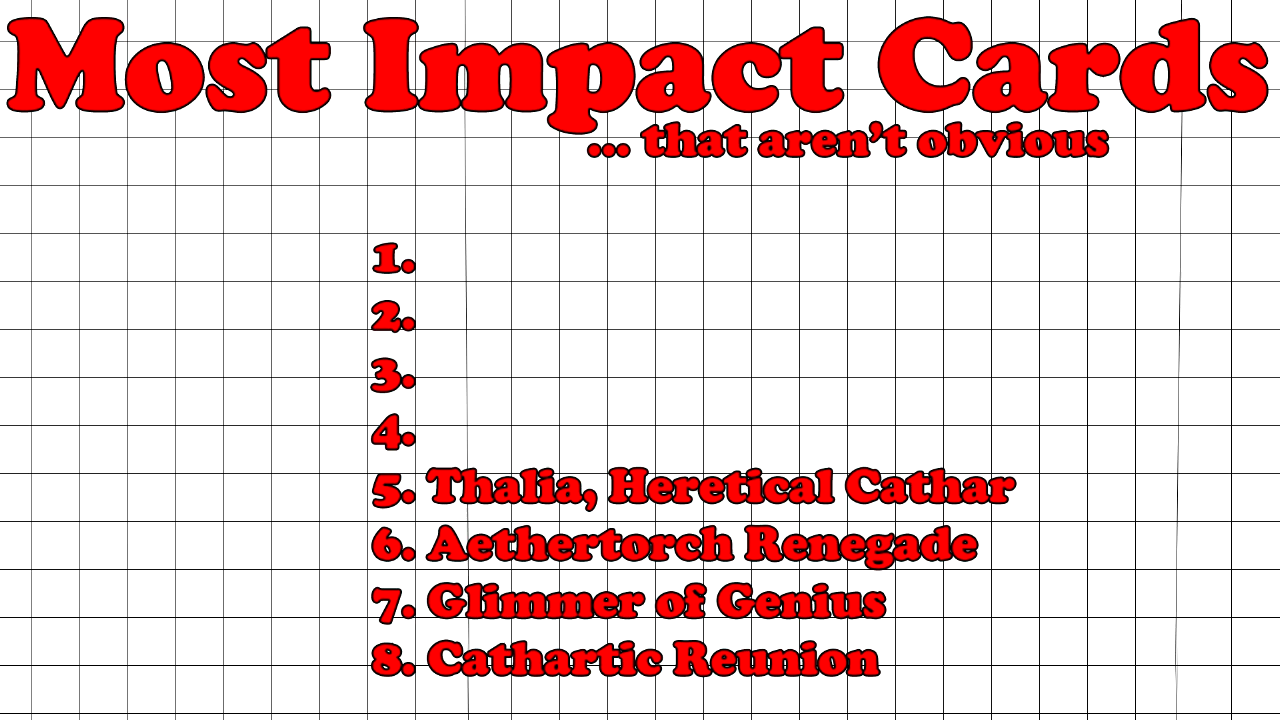 Most Impact Cards
... that aren't obvious
1.
2.
3.
4.
5. Thalia, Heretical Cathar
6. Aethertorch Renegade
7. Glimmer of Genius
8. Cathartic Reunion